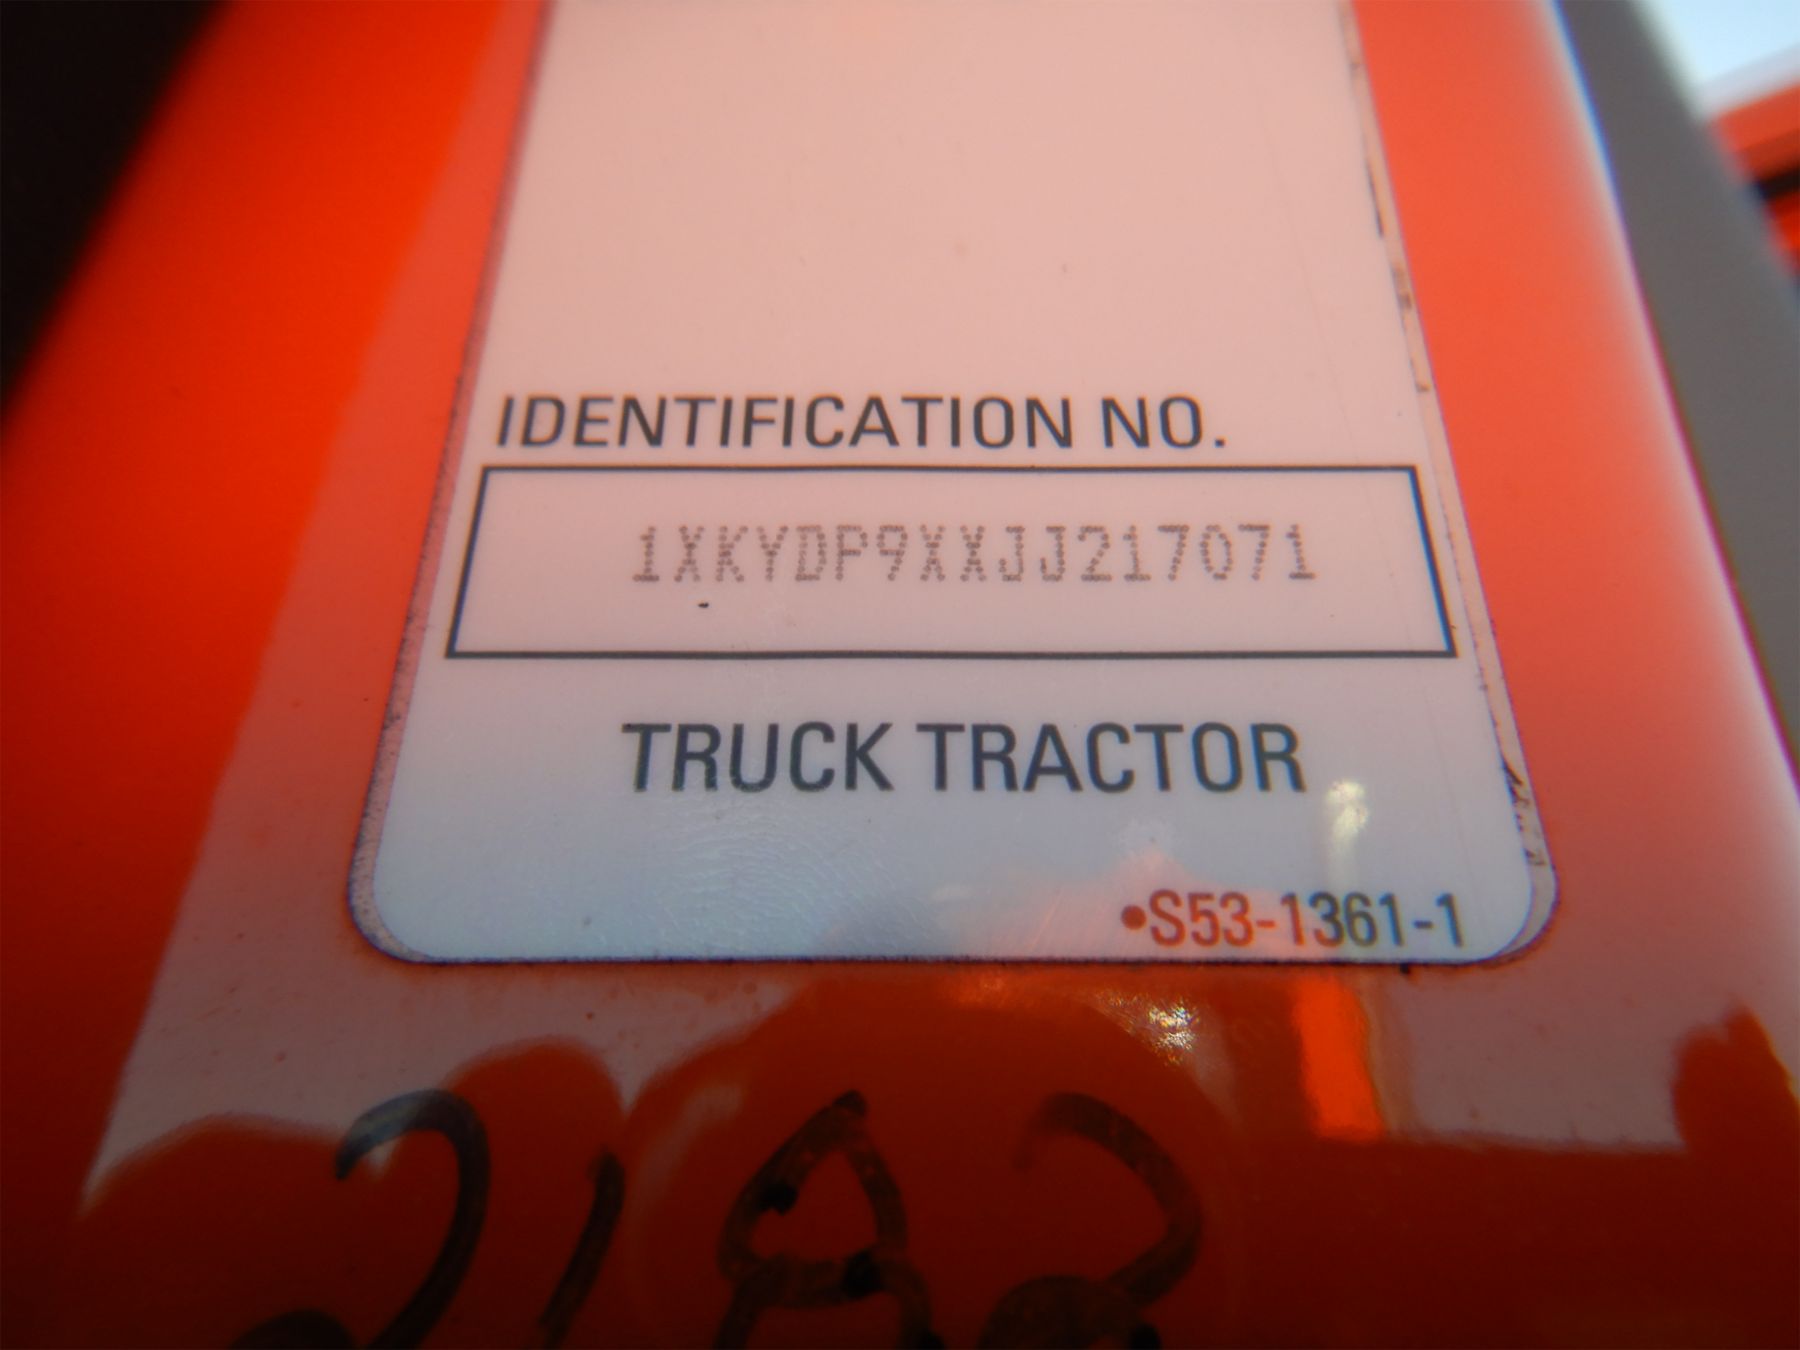 IDENTIFICATION NO.
1XKYDP9XXJJ217071
TRUCK TRACTOR
•S53-1361-1